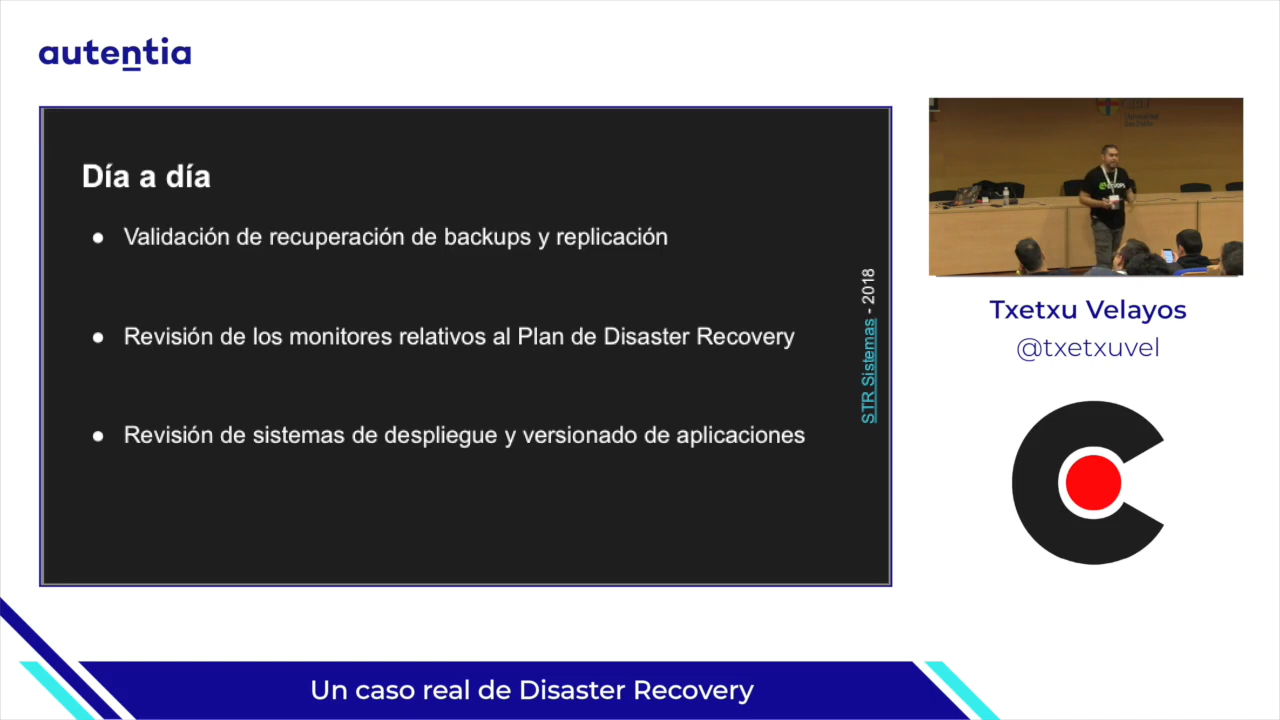 autentia
Día a día
● Validación de recuperación de backups y replicación
● Revisión de los monitores relativos al Plan de Disaster Recovery
● Revisión de sistemas de despliegue y versionado de aplicaciones
STR Sistemas - 2018
Txetxu Velayos
@txetxuvel
Un caso real de Disaster Recovery